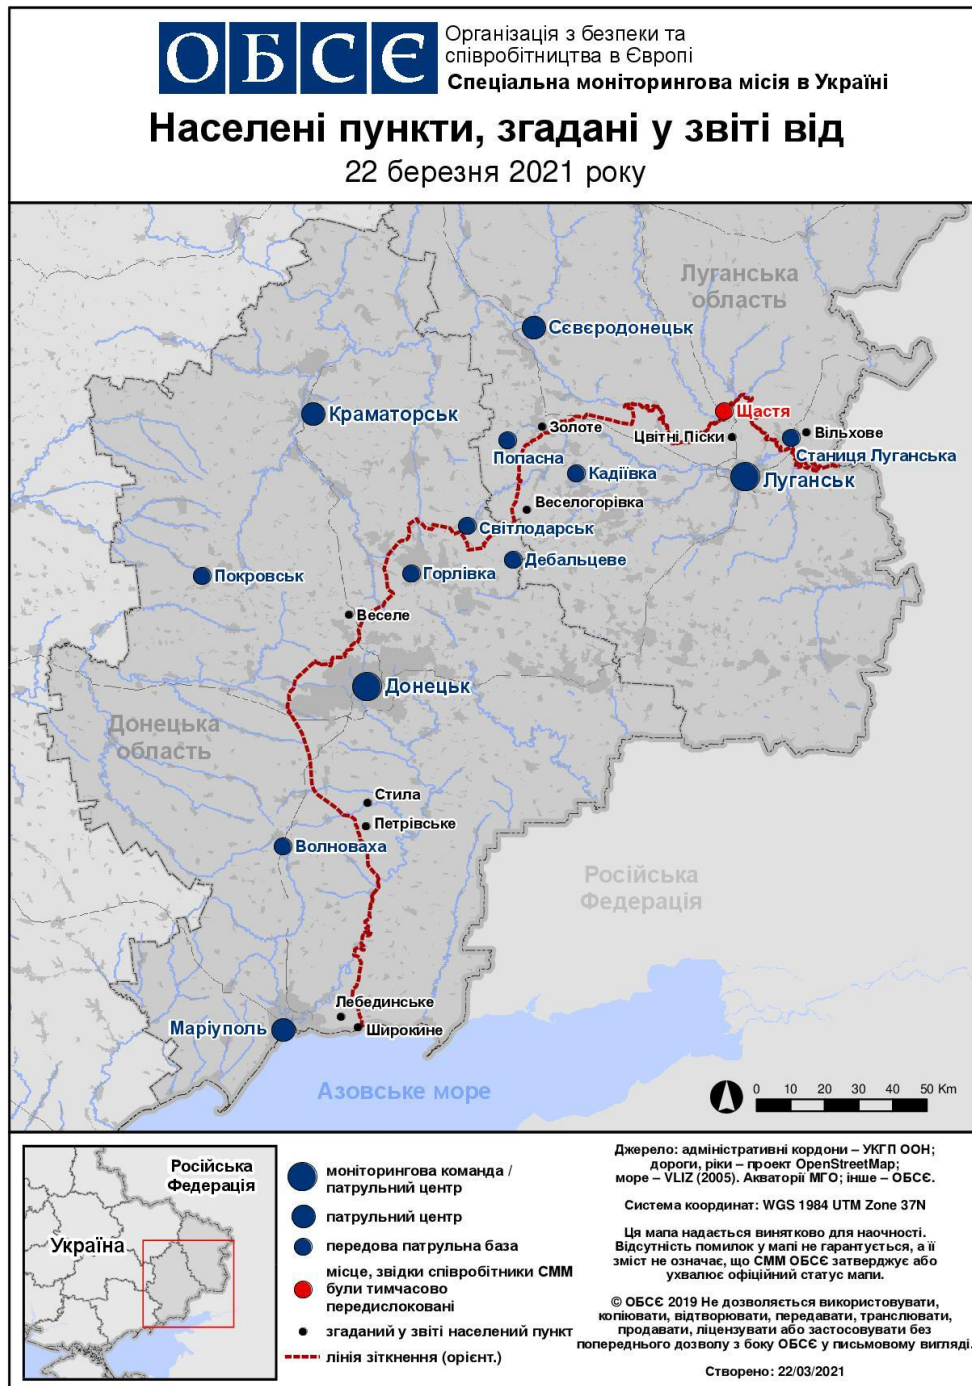 ОБСЄ
Організація з безпеки та
співробітництва в Європі
Спеціальна моніторингова місія в Україні
Населені пункти, згадані у звіті від
22 березня 2021 року
Луганська
область
Сєвєродонецьк
Краматорськ
Щастя
Золоте
Цвітні Піски
Вільхове
Попасна
Станиця Луганська
Кадіївка
Луганськ
Веселогорівка
Світлодарськ
Дебальцеве
Покровськ
Горлівка
Веселе
Донецьк
Донецька
область
Стила
Петрівське
Волноваха
Російська
Федерація
Лебединське
Маріуполь
Широкине
Азовське море
0 10 20 30 40 50 Km
Російська
Федерація
Україна
моніторингова команда /
патрульний центр
патрульний центр
передова патрульна база
місце, звідки співробітники СММ
були тимчасово
передислоковані
згаданий у звіті населений пункт
лінія зіткнення (орієнт.)
Джерело: адміністративні кордони – УКГП ООН;
дороги, ріки – проект OpenStreetMap;
море – VLIZ (2005). Акваторії МГО; інше – ОБСЄ.
Система координат: WGS 1984 UTM Zone 37N
Ця мапа надається винятково для наочності.
Відсутність помилок у мапі не гарантується, а її
зміст не означає, що СММ ОБСЄ затверджує або
ухвалює офіційний статус мапи.
© ОБСЄ 2019 Не дозволяється використовувати,
копіювати, відтворювати, передавати, транслювати,
продавати, ліцензувати або застосовувати без
попереднього дозволу з боку ОБСЄ у письмовому вигляді.
Створено: 22/03/2021